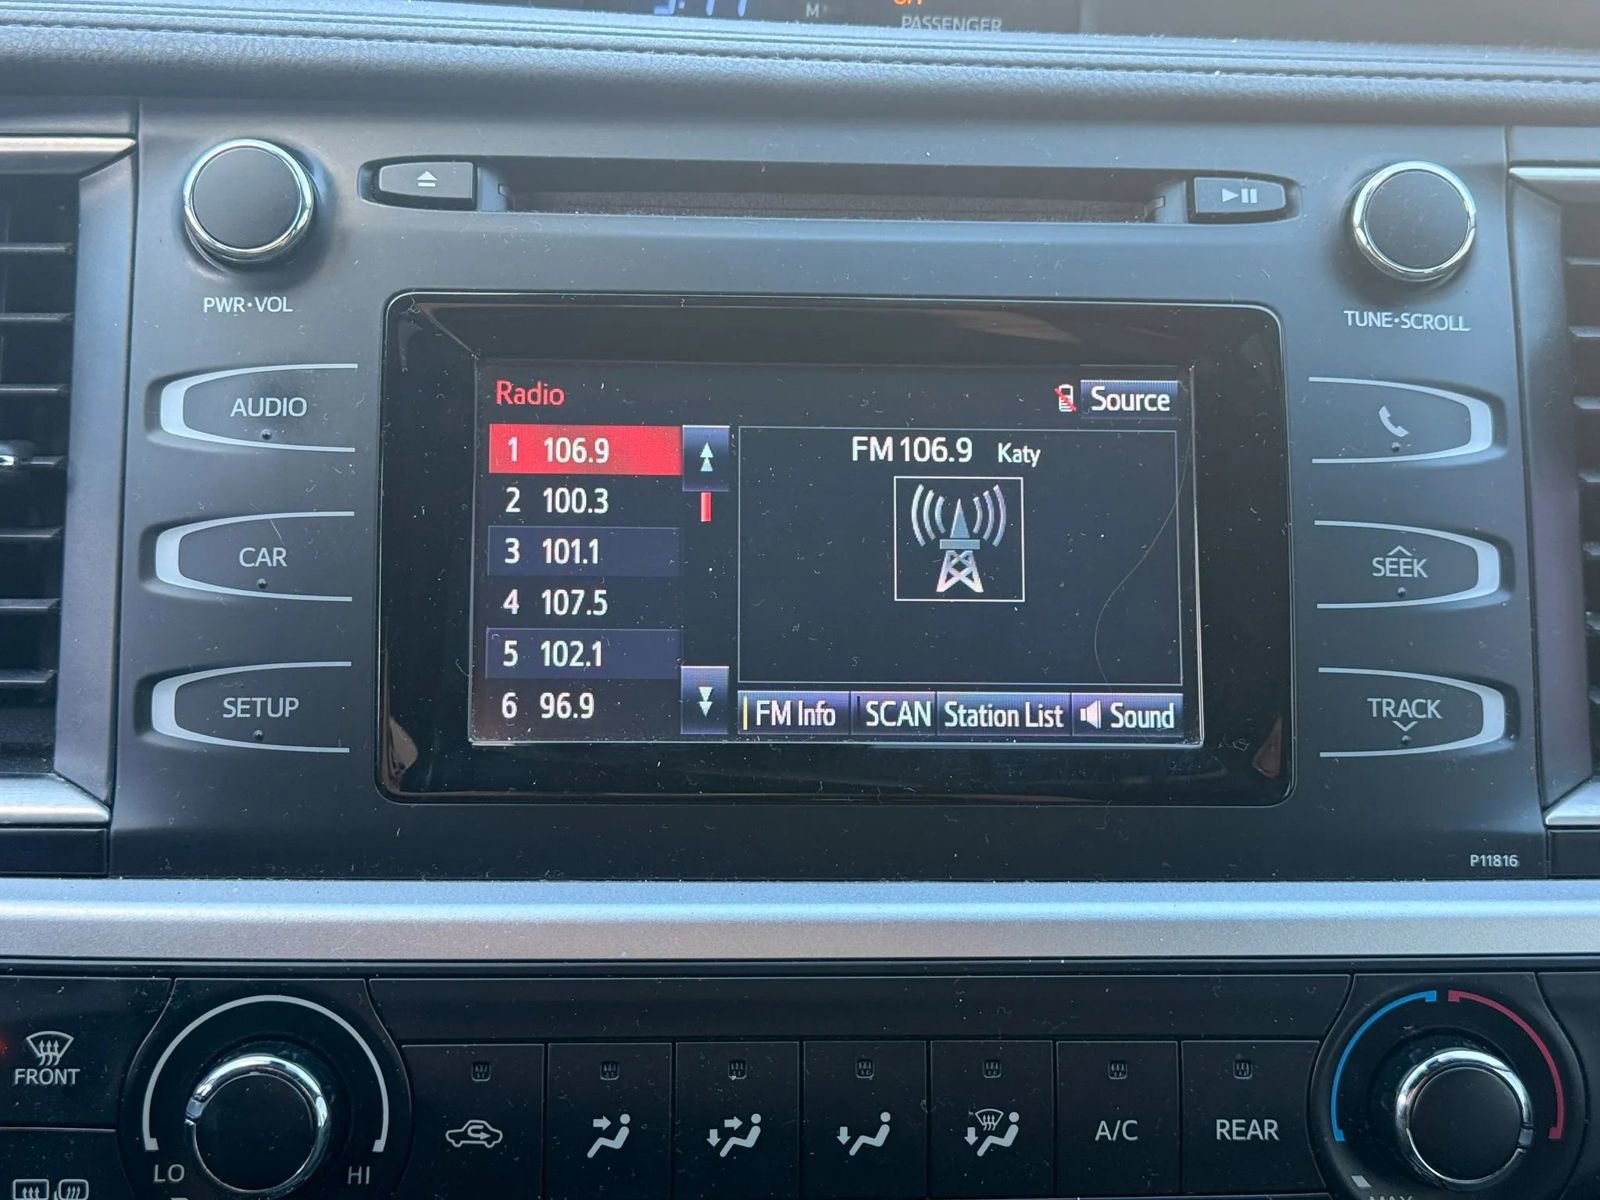 PASSENGER
PWR•VOL
TUNE•SCROLL
AUDIO
CAR
SETUP
Radio
Source
1 106.9
2 100.3
3 101.1
4 107.5
5 102.1
6 96.9
FM 106.9 Katy
FM Info
SCAN
Station List
Sound
SEEK
TRACK
P11816
FRONT
LO
HI
A/C
REAR